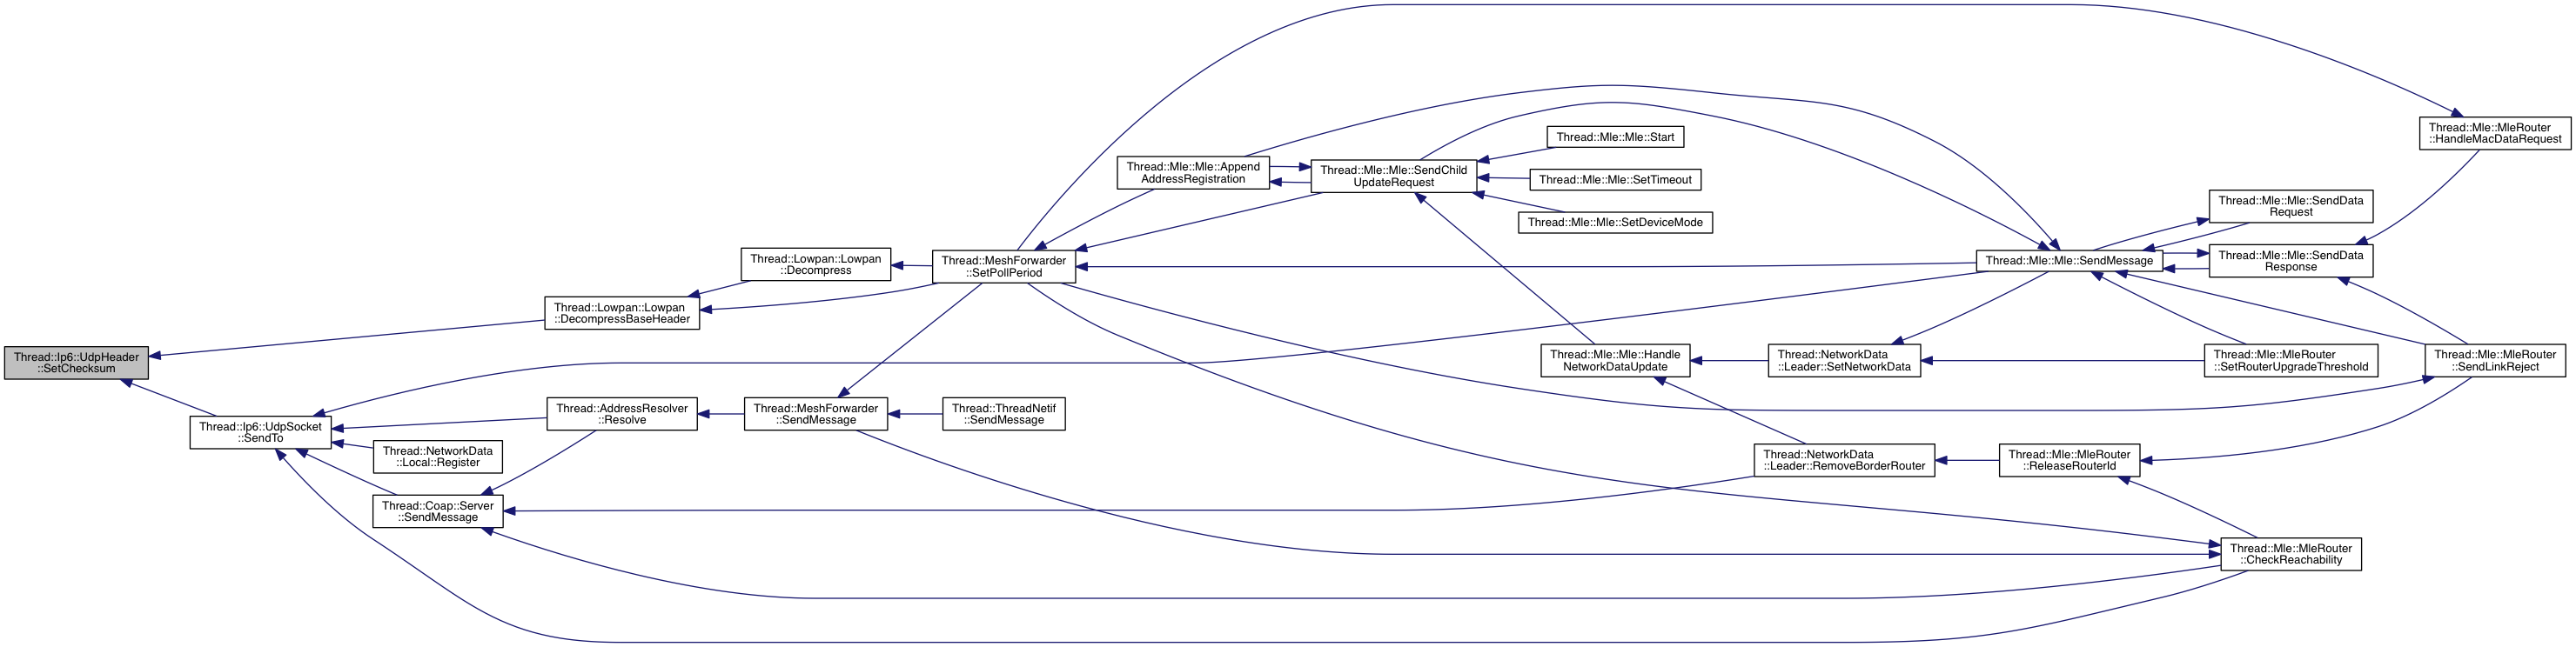 Thread::Ip6::UdpHeader
::SetChecksum
Thread::Lowpan::Lowpan
::DecompressBaseHeader
Thread::Ip6::UdpSocket
::SendTo
Thread::Lowpan::Lowpan
::Decompress
Thread::AddressResolver
::Resolve
Thread::NetworkData
::Local::Register
Thread::Coap::Server
::SendMessage
Thread::MeshForwarder
::SetPollPeriod
Thread::MeshForwarder
::SendMessage
Thread::ThreadNetif
::SendMessage
Thread::Mle::Mle::Append
AddressRegistration
Thread::Mle::Mle::SendChild
UpdateRequest
Thread::Mle::Mle::Start
Thread::Mle::Mle::SetTimeout
Thread::Mle::Mle::SetDeviceMode
Thread::Mle::Mle::Handle
NetworkDataUpdate
Thread::NetworkData
::Leader::SetNetworkData
Thread::NetworkData
::Leader::RemoveBorderRouter
Thread::Mle::Mle::SendMessage
Thread::Mle::MleRouter
::ReleaseRouterId
Thread::Mle::Mle::SendData
Request
Thread::Mle::Mle::SendData
Response
Thread::Mle::MleRouter
::SetRouterUpgradeThreshold
Thread::Mle::MleRouter
::CheckReachability
Thread::Mle::MleRouter
::HandleMacDataRequest
Thread::Mle::MleRouter
::SendLinkReject